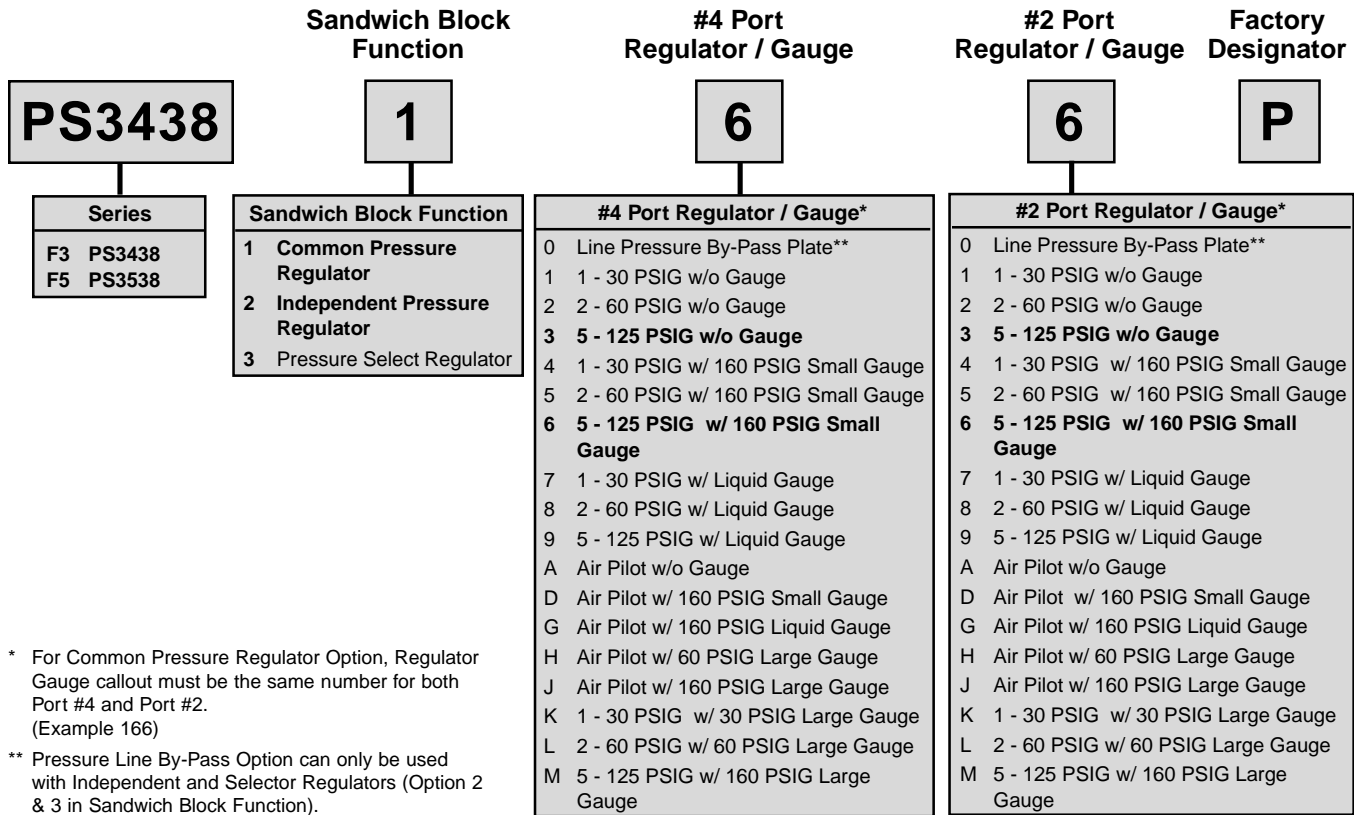 Sandwich Block
Function
#4 Port
Regulator / Gauge
#2 Port
Regulator / Gauge
Factory
Designator
PS3438
1
6
6
P
Series
F3 PS3438
F5 PS3538
Sandwich Block Function
1 Common Pressure
Regulator
2 Independent Pressure
Regulator
3 Pressure Select Regulator
#4 Port Regulator / Gauge*
0 Line Pressure By-Pass Plate**
1 1 - 30 PSIG w/o Gauge
2 2 - 60 PSIG w/o Gauge
3 5 - 125 PSIG w/o Gauge
4 1 - 30 PSIG w/ 160 PSIG Small Gauge
5 2 - 60 PSIG w/ 160 PSIG Small Gauge
6 5 - 125 PSIG w/ 160 PSIG Small
Gauge
7 1 - 30 PSIG w/ Liquid Gauge
8 2 - 60 PSIG w/ Liquid Gauge
9 5 - 125 PSIG w/ Liquid Gauge
A Air Pilot w/o Gauge
D Air Pilot w/ 160 PSIG Small Gauge
G Air Pilot w/ 160 PSIG Liquid Gauge
H Air Pilot w/ 60 PSIG Large Gauge
J Air Pilot w/ 160 PSIG Large Gauge
K 1 - 30 PSIG w/ 30 PSIG Large Gauge
L 2 - 60 PSIG w/ 60 PSIG Large Gauge
M 5 - 125 PSIG w/ 160 PSIG Large
Gauge
#2 Port Regulator / Gauge*
0 Line Pressure By-Pass Plate**
1 1 - 30 PSIG w/o Gauge
2 2 - 60 PSIG w/o Gauge
3 5 - 125 PSIG w/o Gauge
4 1 - 30 PSIG w/ 160 PSIG Small Gauge
5 2 - 60 PSIG w/ 160 PSIG Small Gauge
6 5 - 125 PSIG w/ 160 PSIG Small
Gauge
7 1 - 30 PSIG w/ Liquid Gauge
8 2 - 60 PSIG w/ Liquid Gauge
9 5 - 125 PSIG w/ Liquid Gauge
A Air Pilot w/o Gauge
D Air Pilot w/ 160 PSIG Small Gauge
G Air Pilot w/ 160 PSIG Liquid Gauge
H Air Pilot w/ 60 PSIG Large Gauge
J Air Pilot w/ 160 PSIG Large Gauge
K 1 - 30 PSIG w/ 30 PSIG Large Gauge
L 2 - 60 PSIG w/ 60 PSIG Large Gauge
M 5 - 125 PSIG w/ 160 PSIG Large
Gauge
* For Common Pressure Regulator Option, Regulator
Gauge callout must be the same number for both
Port #4 and Port #2.
(Example 166)
** Pressure Line By-Pass Option can only be used
with Independent and Selector Regulators (Option 2
& 3 in Sandwich Block Function).